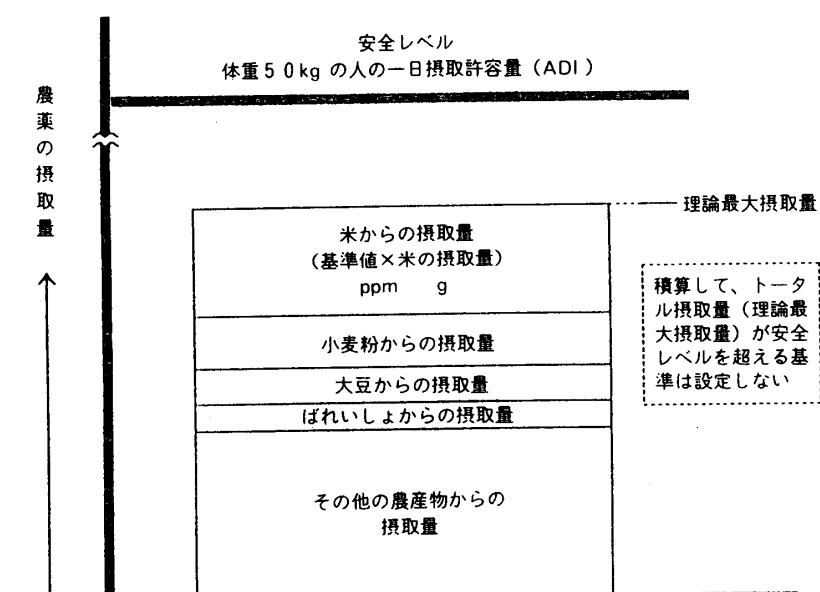 安全レベル
体重50kg の人の一日摂取許容量（ADI）
農薬の摂取量
理論最大摂取量
米からの摂取量
（基準値×米の摂取量）
ppm g
小麦粉からの摂取量
大豆からの摂取量
ばれいしょからの摂取量
その他の農産物からの
摂取量
積算して、トータ
ル摂取量（理論最
大摂取量）が安全
レベルを超える基
準は設定しない